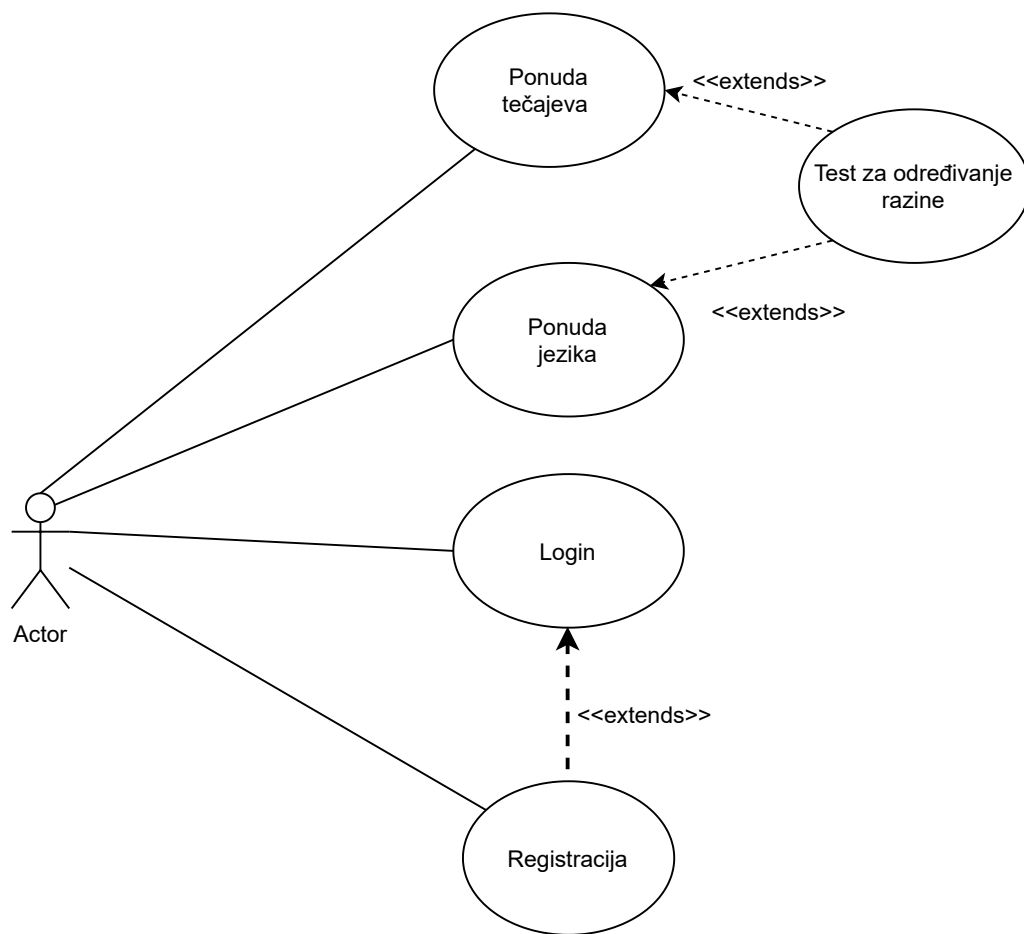 Ponuda
tečajeva
<<extends>>
Test za određivanje
razine
Ponuda
jezika
<<extends>>
Login
Actor
<<extends>>
Registracija